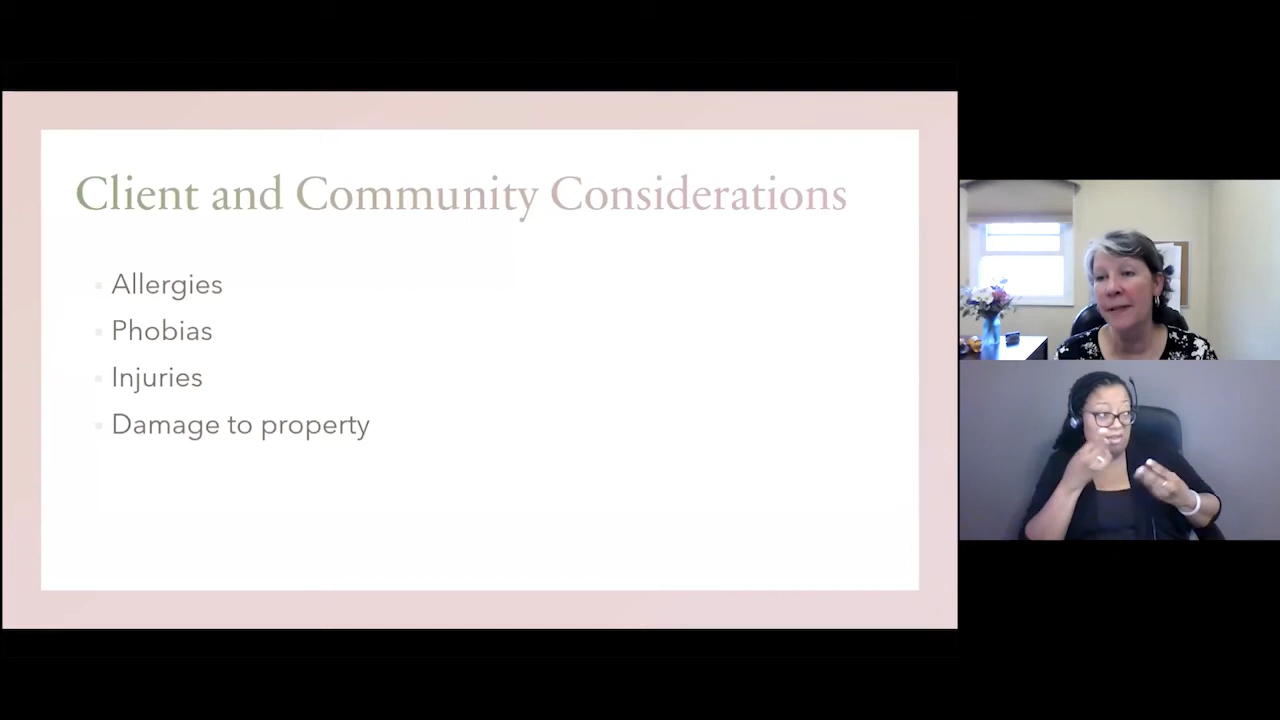 Client and Community Considerations
Allergies
Phobias
Injuries
Damage to property